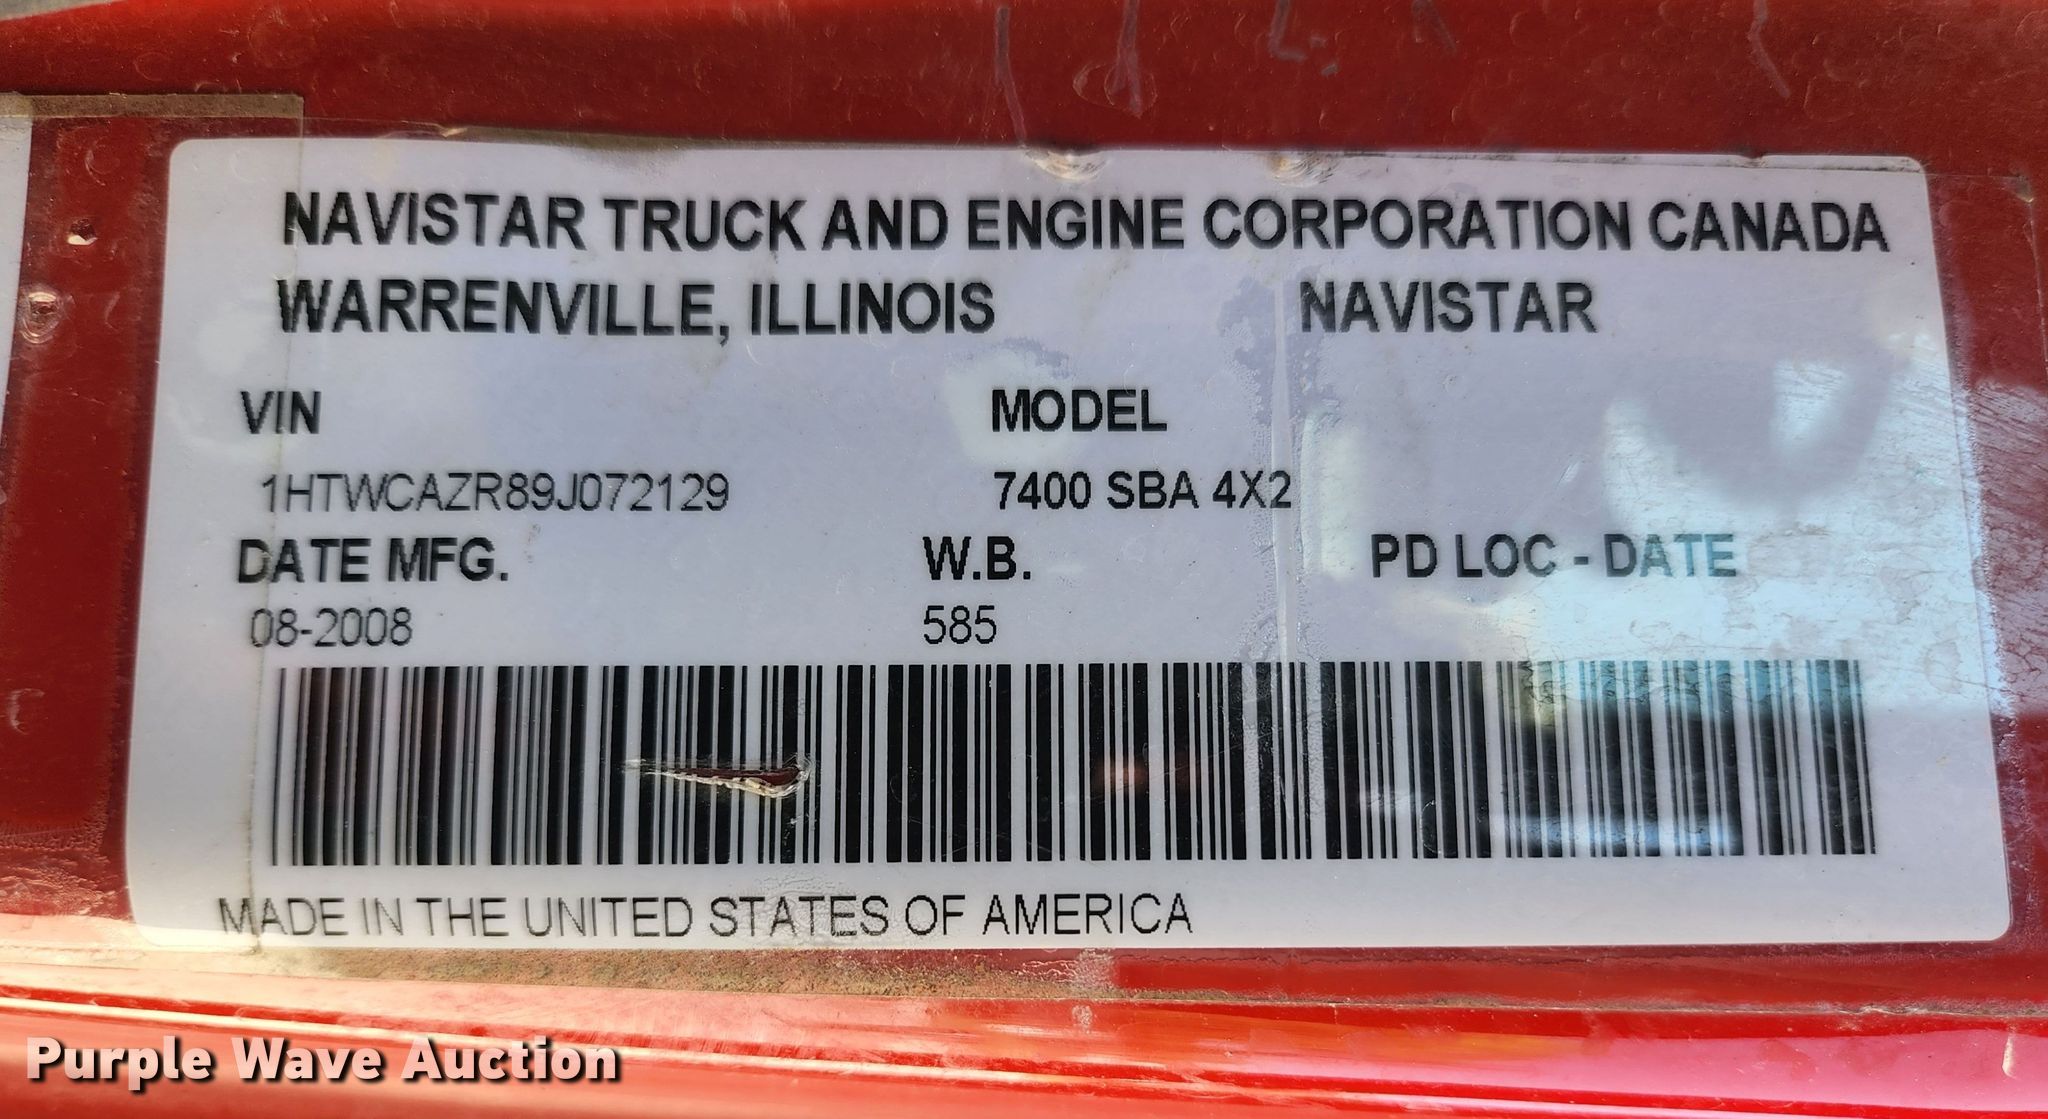 NAVISTAR TRUCK AND ENGINE CORPORATION CANADA
WARRENVILLE, ILLINOIS NAVISTAR
VIN MODEL
1HTWCAZR89J072129 7400 SBA 4X2
DATE MFG. W.B. PD LOC - DATE
08-2008 585
MADE IN THE UNITED STATES OF AMERICA
Purple Wave Auction